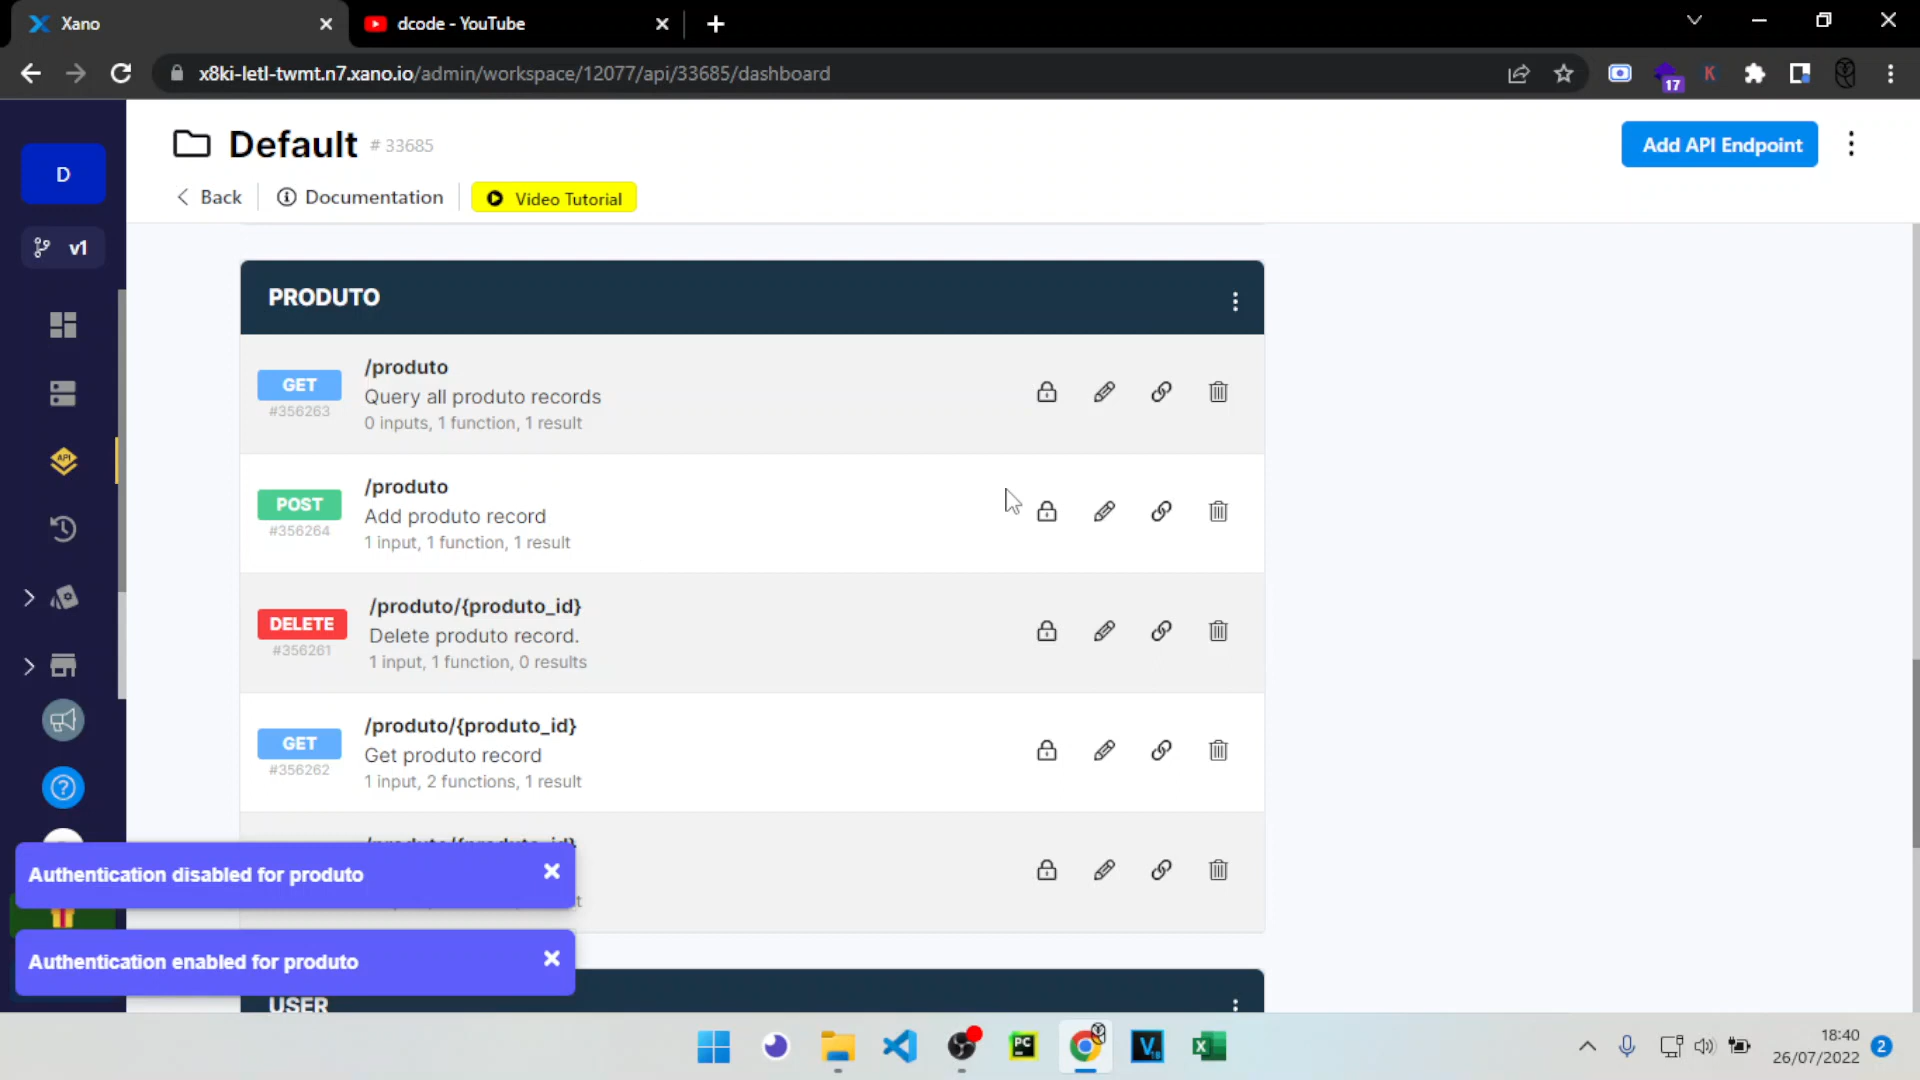 Xano
dcode - YouTube
x8ki-letl-twmt.n7.xano.io/admin/workspace/12077/api/33685/dashboard
17
K
D
v1
API
Default # 33685
Add API Endpoint
Back
Documentation
Video Tutorial
PRODUTO
GET
#356263
/produto
Query all produto records
0 inputs, 1 function, 1 result
POST
#356264
/produto
Add produto record
1 input, 1 function, 1 result
DELETE
#356261
/produto/{produto_id}
Delete produto record.
1 input, 1 function, 0 results
GET
#356262
/produto/{produto_id}
Get produto record
1 input, 2 functions, 1 result
Authentication disabled for produto
Authentication enabled for produto
USER
PC
V
X
18:40
26/07/2022
2